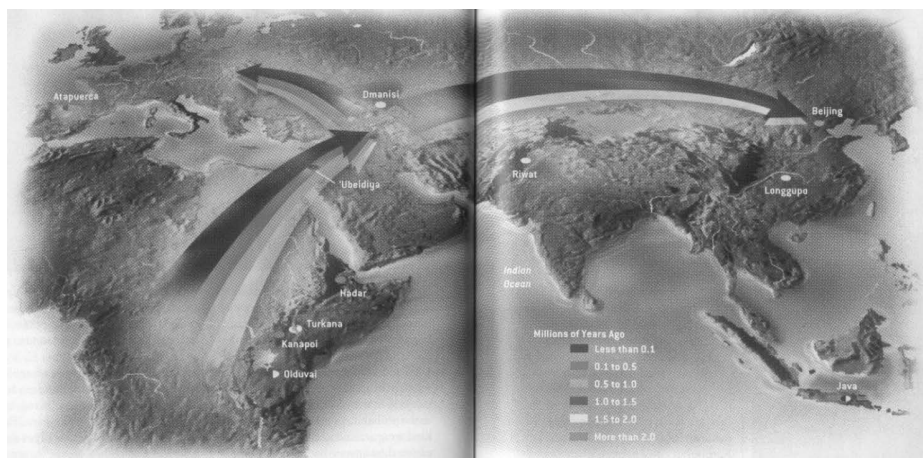 Atapuerca
Dmanisi
Beijing
'Ubeidiya
Riwat
Longgupo
Indian
Ocean
Hadar
Turkana
Kanapoi
Olduvai
Millions of Years Ago
Less than 0.1
0.1 to 0.5
0.5 to 1.0
1.0 to 1.5
1.5 to 2.0
More than 2.0
Java